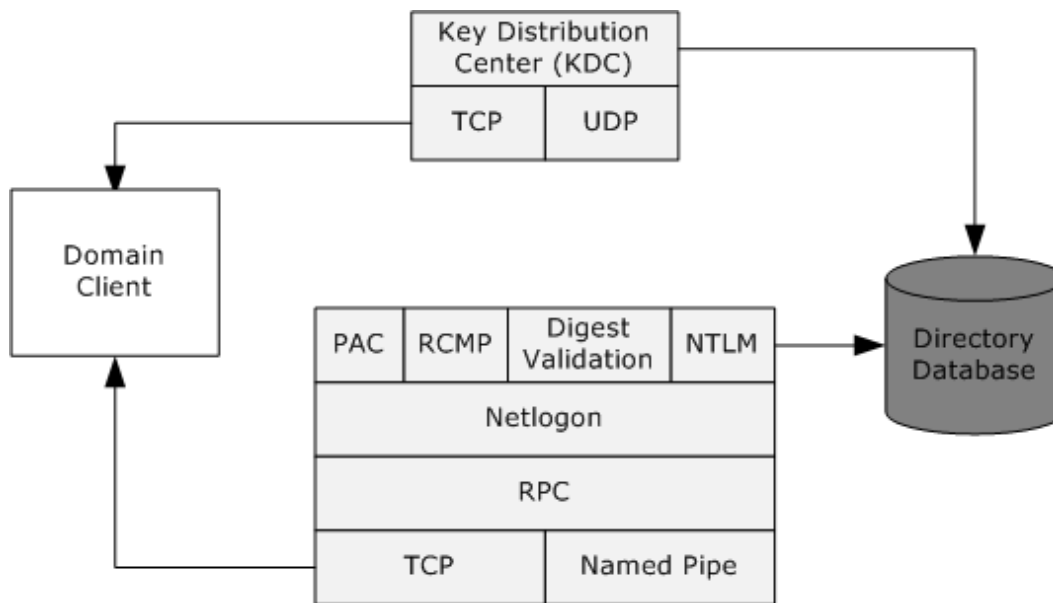 Key Distribution
Center (KDC)
TCP
UDP
Domain
Client
PAC
RCMP
Digest
Validation
NTLM
Directory
Database
Netlogon
RPC
TCP
Named Pipe